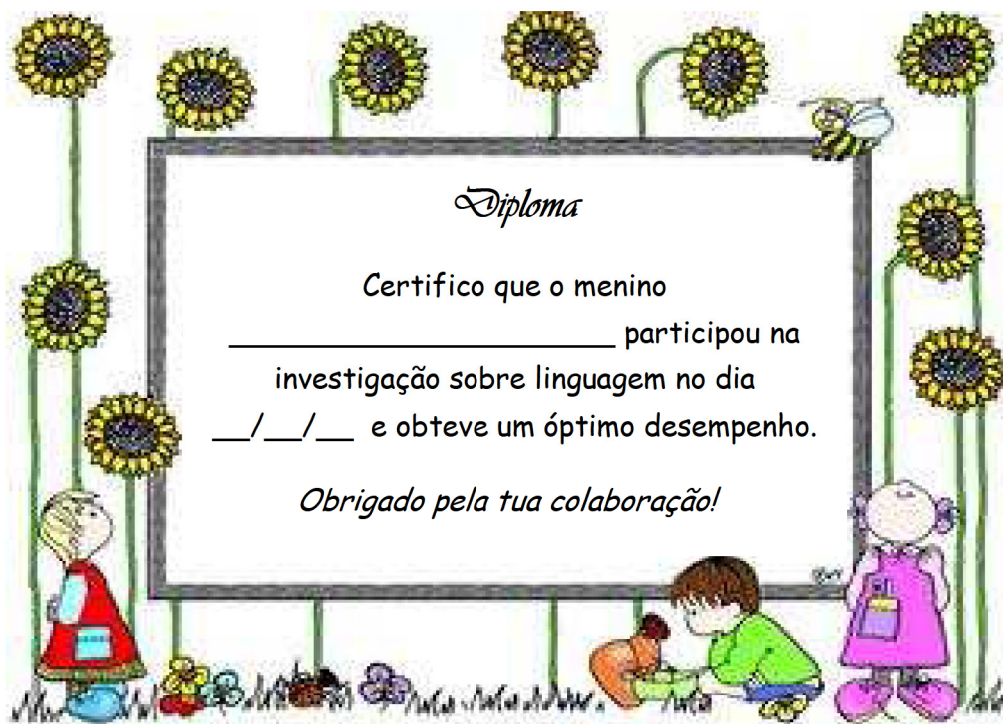 Diploma
Certifico que o menino
______________________ participou na
investigação sobre linguagem no dia
__/__/__ e obteve um óptimo desempenho.
Obrigado pela tua colaboração!